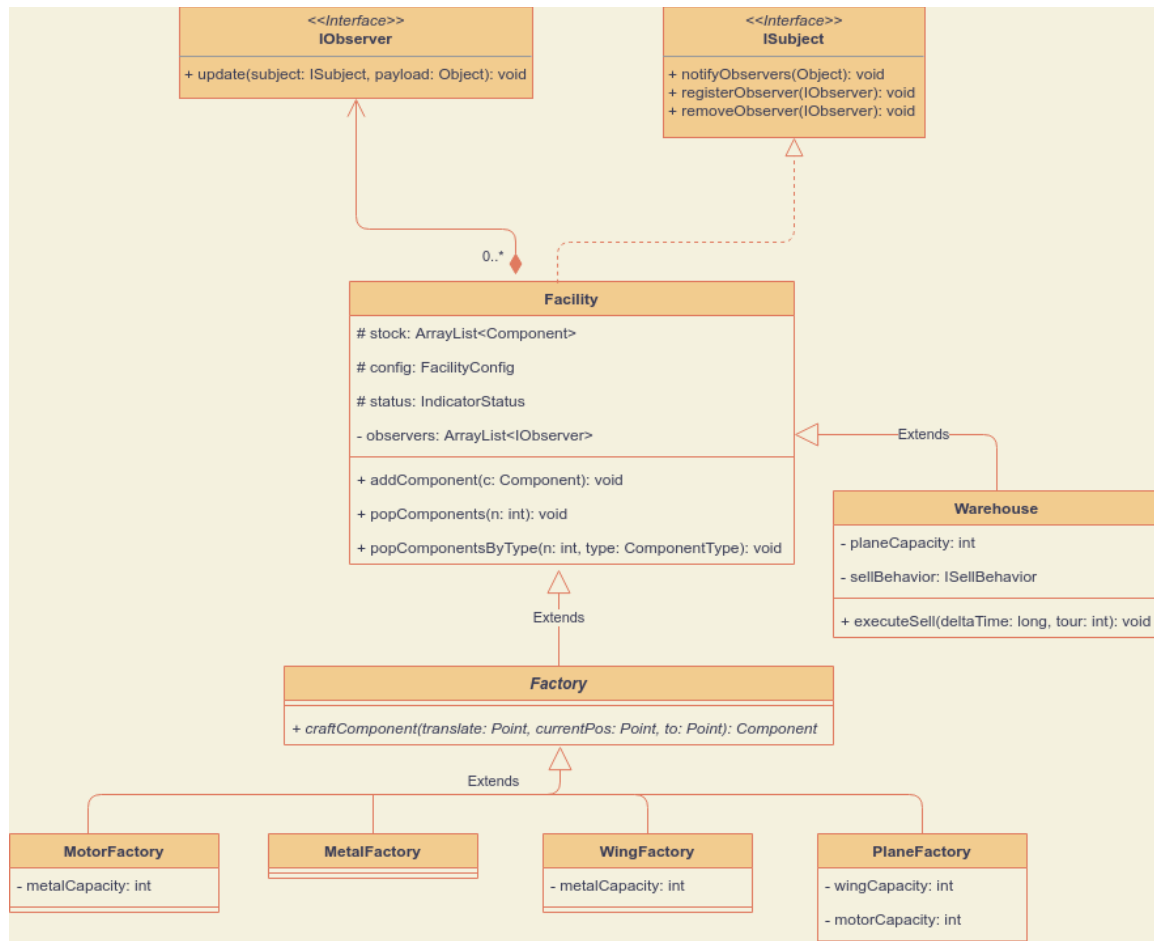 <<Interface>>
IObserver
+ update(subject: ISubject, payload: Object): void
<<Interface>>
ISubject
+ notifyObservers(Object): void
+ registerObserver(IObserver): void
+ removeObserver(IObserver): void
0..*
Facility
# stock: ArrayList<Component>
# config: FacilityConfig
# status: IndicatorStatus
- observers: ArrayList<IObserver>
+ addComponent(c: Component): void
+ popComponents(n: int): void
+ popComponentsByType(n: int, type: ComponentType): void
Extends
Warehouse
- planeCapacity: int
- sellBehavior: ISellBehavior
+ executeSell(deltaTime: long, tour: int): void
Extends
Factory
+ craftComponent(translate: Point, currentPos: Point, to: Point): Component
Extends
MotorFactory
- metalCapacity: int
MetalFactory
WingFactory
- metalCapacity: int
PlaneFactory
- wingCapacity: int
- motorCapacity: int